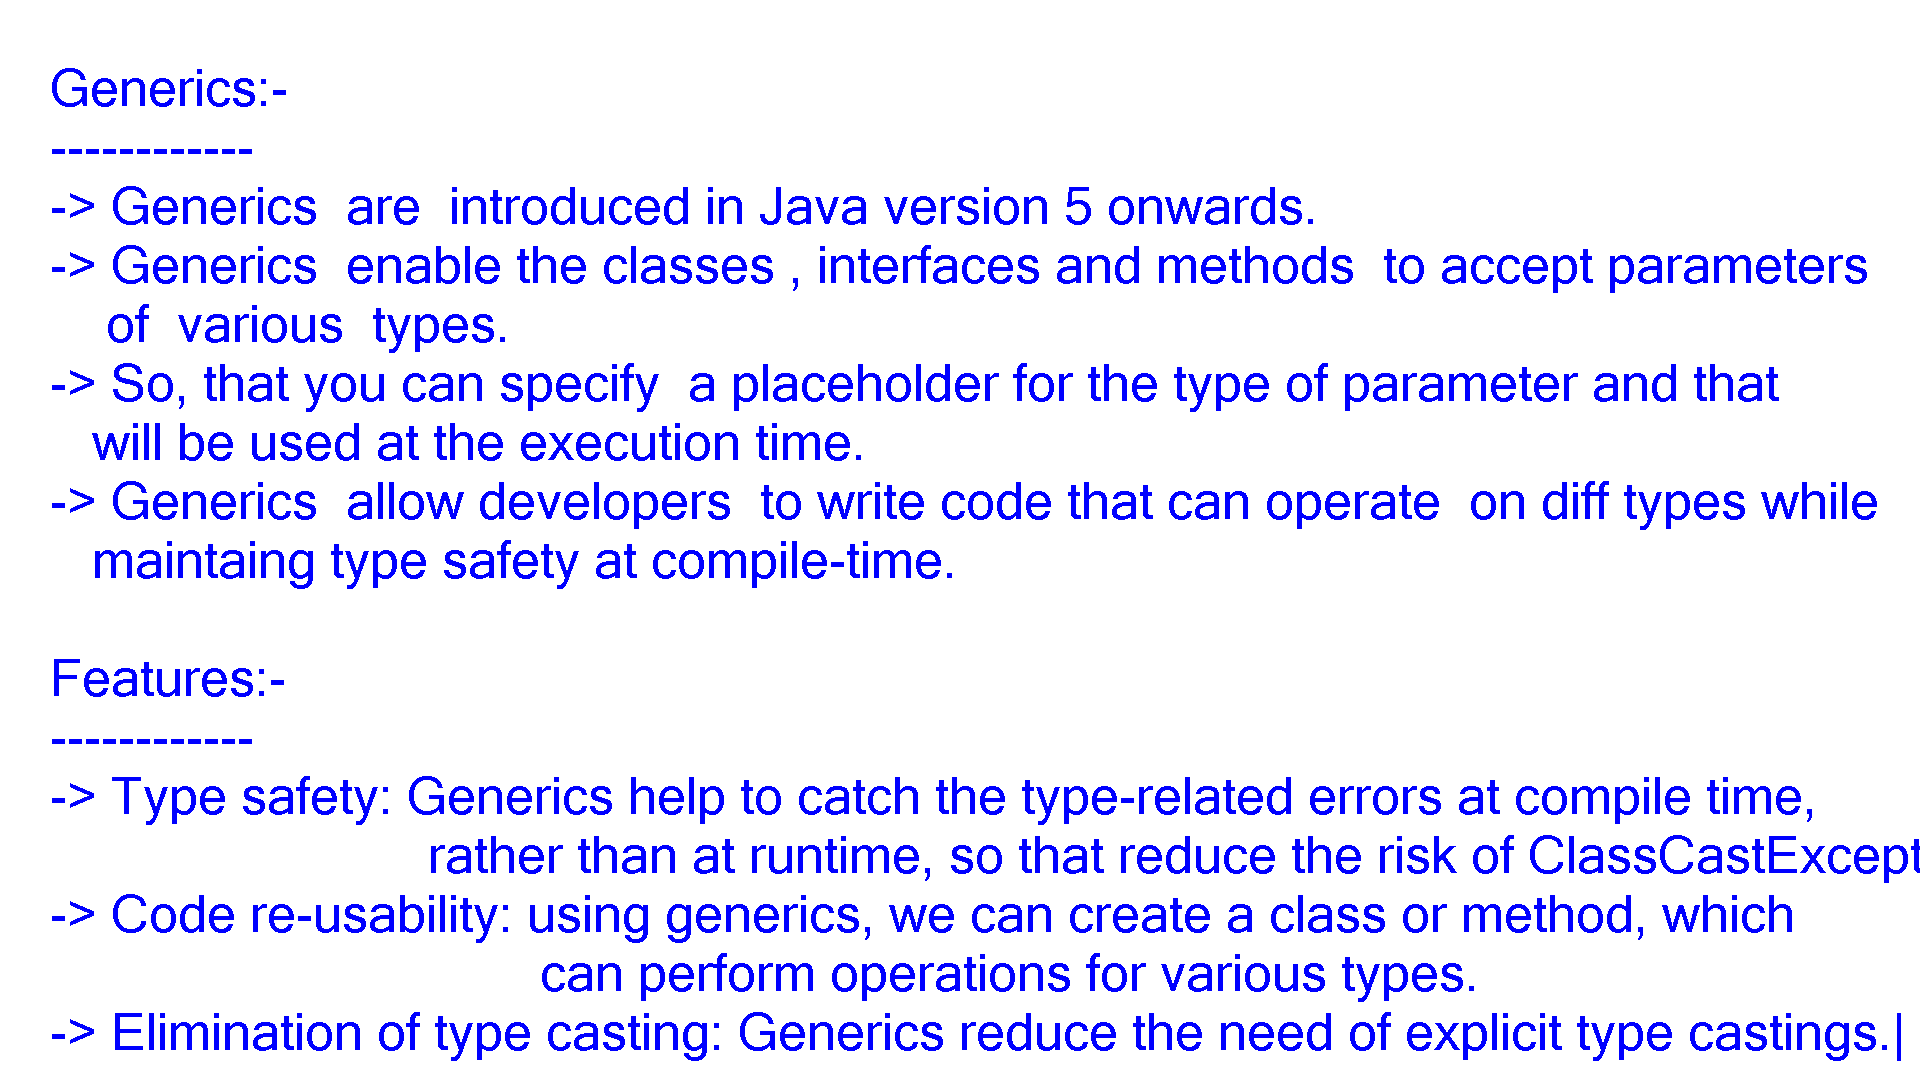 Generics:-
------------
-> Generics  are  introduced in Java version 5 onwards.
-> Generics  enable the classes , interfaces and methods  to accept parameters
of  various  types.
-> So, that you can specify  a placeholder for the type of parameter and that
will be used at the execution time.
-> Generics  allow developers  to write code that can operate  on diff types while
maintaing type safety at compile-time.
Features:-
------------
-> Type safety: Generics help to catch the type-related errors at compile time,
rather than at runtime, so that reduce the risk of ClassCastExcept
-> Code re-usability: using generics, we can create a class or method, which
can perform operations for various types.
-> Elimination of type casting: Generics reduce the need of explicit type castings.